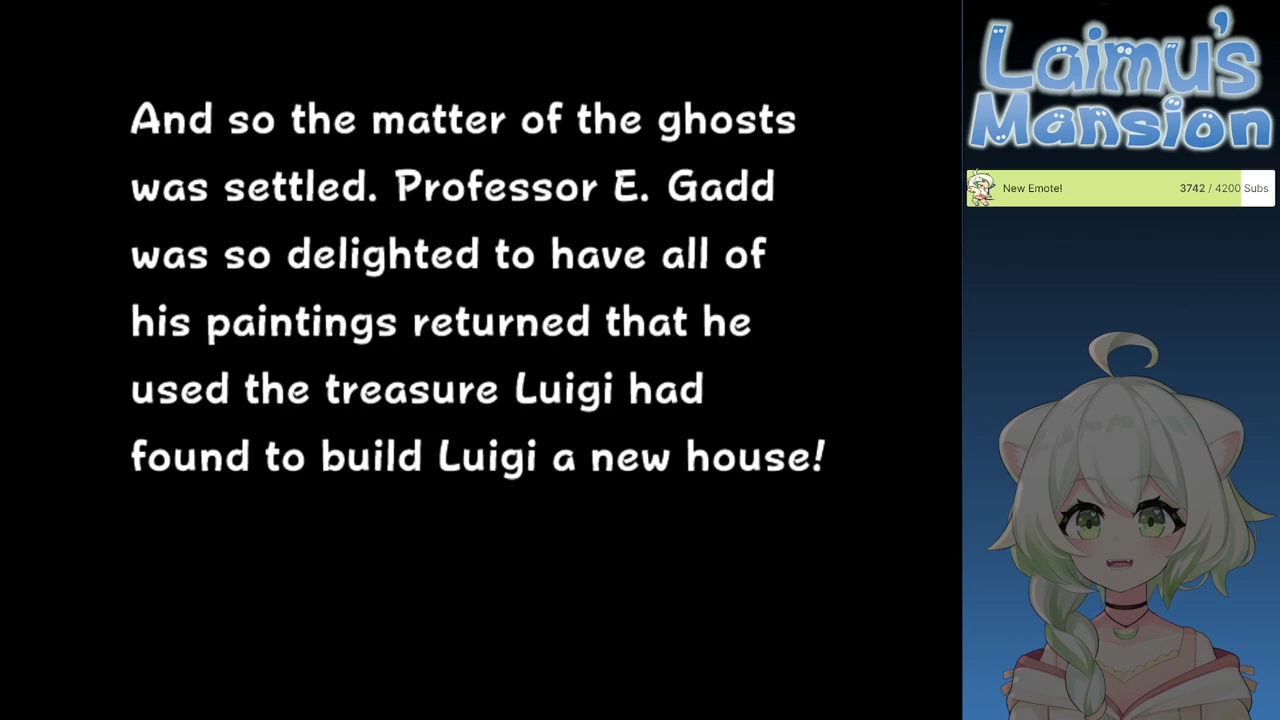 And so the matter of the ghosts
was settled. Professor E. Gadd
was so delighted to have all of
his paintings returned that he
used the treasure Luigi had
found to build Luigi a new house!
Laimu's
Mansion
New Emote! 3742 / 4200 Subs